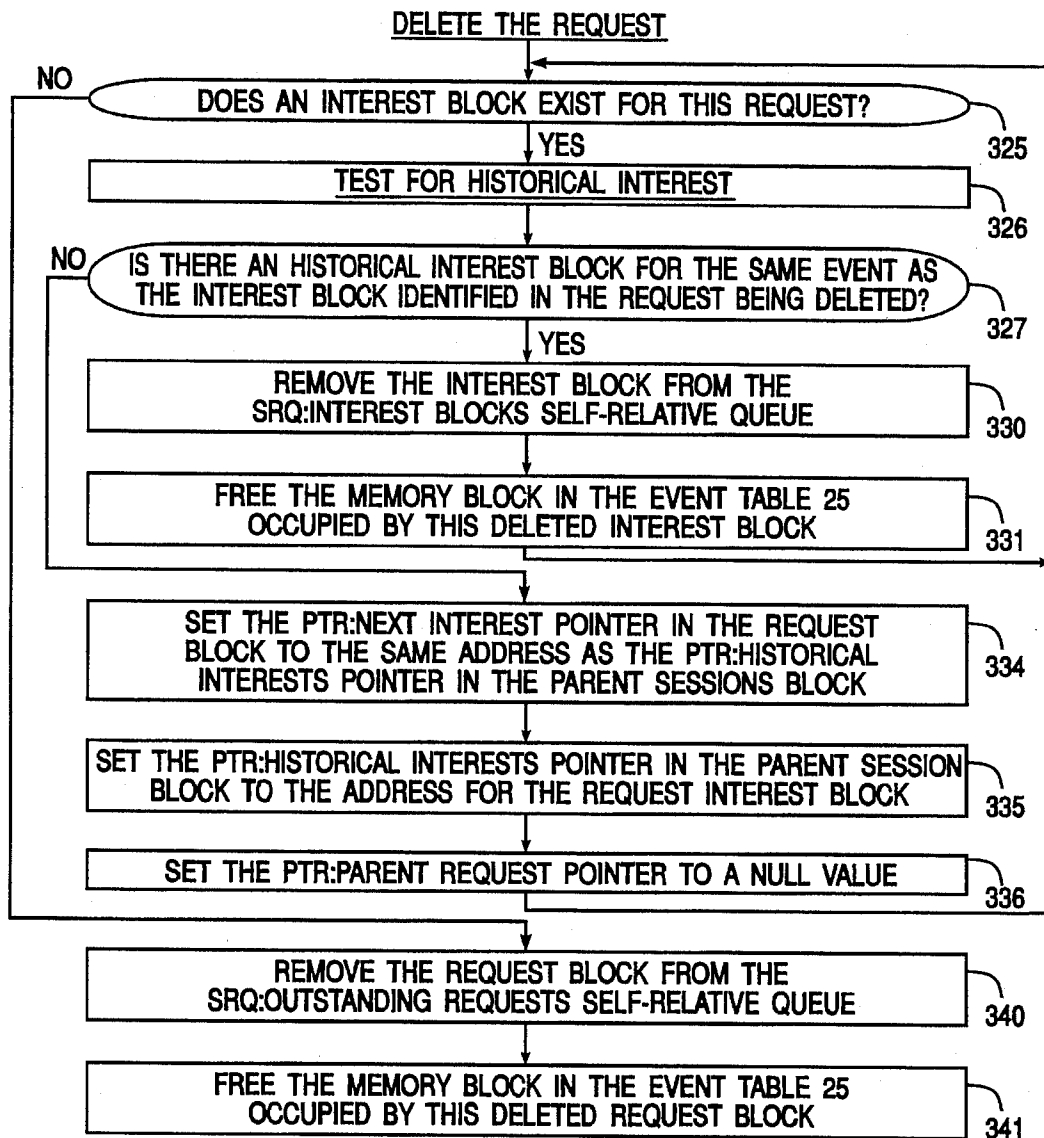 DELETE THE REQUEST
NO
DOES AN INTEREST BLOCK EXIST FOR THIS REQUEST?
325
YES
TEST FOR HISTORICAL INTEREST
326
NO
IS THERE AN HISTORICAL INTEREST BLOCK FOR THE SAME EVENT AS
THE INTEREST BLOCK IDENTIFIED IN THE REQUEST BEING DELETED?
327
YES
REMOVE THE INTEREST BLOCK FROM THE
SRQ:INTEREST BLOCKS SELF-RELATIVE QUEUE
330
FREE THE MEMORY BLOCK IN THE EVENT TABLE 25
OCCUPIED BY THIS DELETED INTEREST BLOCK
331
SET THE PTR:NEXT INTEREST POINTER IN THE REQUEST
BLOCK TO THE SAME ADDRESS AS THE PTR:HISTORICAL
INTERESTS POINTER IN THE PARENT SESSIONS BLOCK
334
SET THE PTR:HISTORICAL INTERESTS POINTER IN THE PARENT SESSION
BLOCK TO THE ADDRESS FOR THE REQUEST INTEREST BLOCK
335
SET THE PTR:PARENT REQUEST POINTER TO A NULL VALUE
336
REMOVE THE REQUEST BLOCK FROM THE
SRQ:OUTSTANDING REQUESTS SELF-RELATIVE QUEUE
340
FREE THE MEMORY BLOCK IN THE EVENT TABLE 25
OCCUPIED BY THIS DELETED REQUEST BLOCK
341